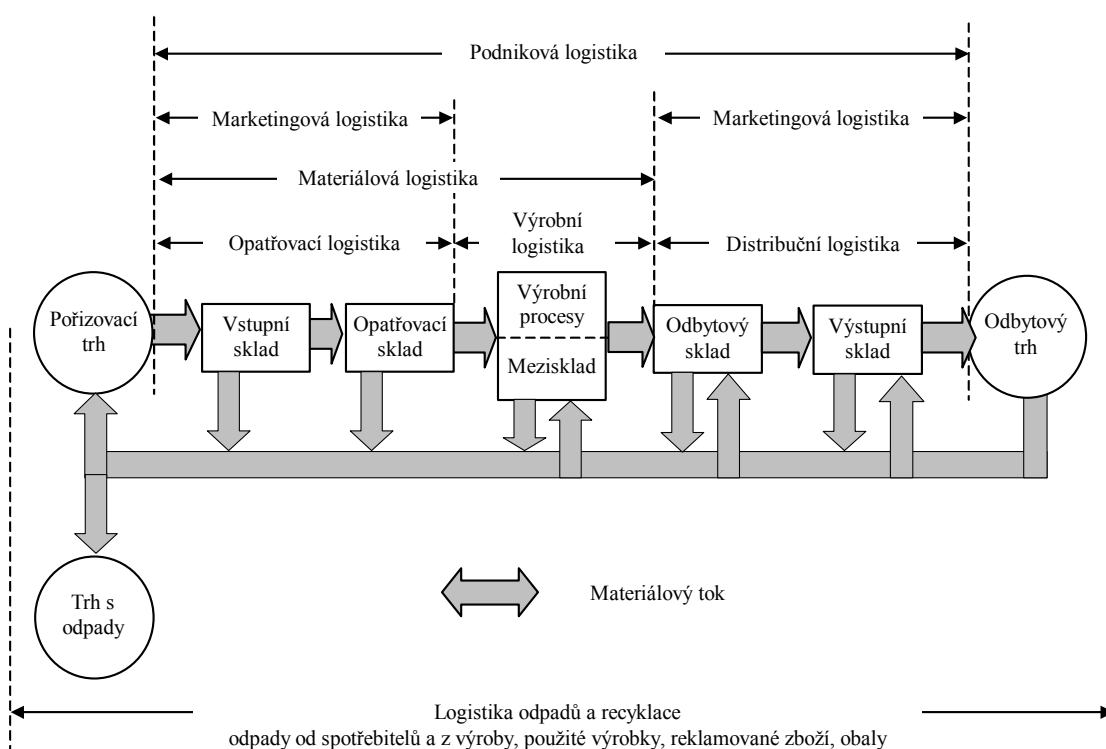 Podniková logistika
Marketingová logistika
Marketingová logistika
Materiálová logistika
Opatřovací logistika
Výrobní
logistika
Distribuční logistika
Pořizovací
trh
Vstupní
sklad
Opatřovací
sklad
Výrobní
procesy
Mezisklad
Odbytový
sklad
Výstupní
sklad
Odbytový
trh
Trh s
odpady
Materiálový tok
Logistika odpadů a recyklace
odpady od spotřebitelů a z výroby, použité výrobky, reklamované zboží, obaly